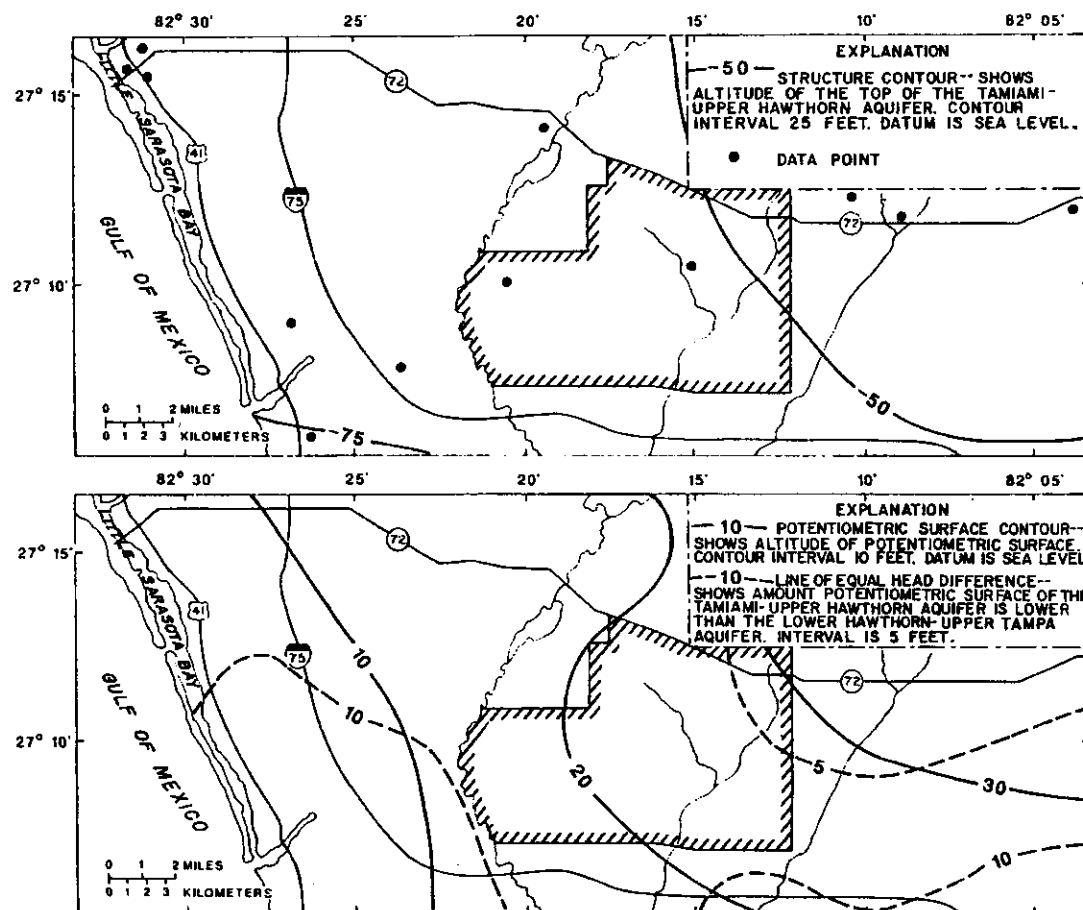 82° 30' 25' 20' 10' 82° 05'
27° 15'
27° 10'
LITTLE SARASOTA BAY
GULF OF MEXICO
41
75
72
72
EXPLANATION
—50— STRUCTURE CONTOUR-- SHOWS
ALTITUDE OF THE TOP OF THE TAMIAMI-
UPPER HAWTHORN AQUIFER. CONTOUR
INTERVAL 25 FEET. DATUM IS SEA LEVEL.
● DATA POINT
-50
-75
0 1 2 MILES
0 1 2 3 KILOMETERS
82° 30' 25' 20' 15' 10' 82° 05'
27° 15'
27° 10'
LITTLE SARASOTA BAY
GULF OF MEXICO
41
75
72
72
EXPLANATION
—10— POTENTIOMETRIC SURFACE CONTOUR--
SHOWS ALTITUDE OF POTENTIOMETRIC SURFACE.
CONTOUR INTERVAL 10 FEET. DATUM IS SEA LEVEL
--10-- LINE OF EQUAL HEAD DIFFERENCE--
SHOWS AMOUNT POTENTIOMETRIC SURFACE OF THE
TAMIAMI-UPPER HAWTHORN AQUIFER IS LOWER
THAN THE LOWER HAWTHORN-UPPER TAMPA
AQUIFER. INTERVAL IS 5 FEET.
10
10
20
5
30
10
0 1 2 MILES
0 1 2 3 KILOMETERS